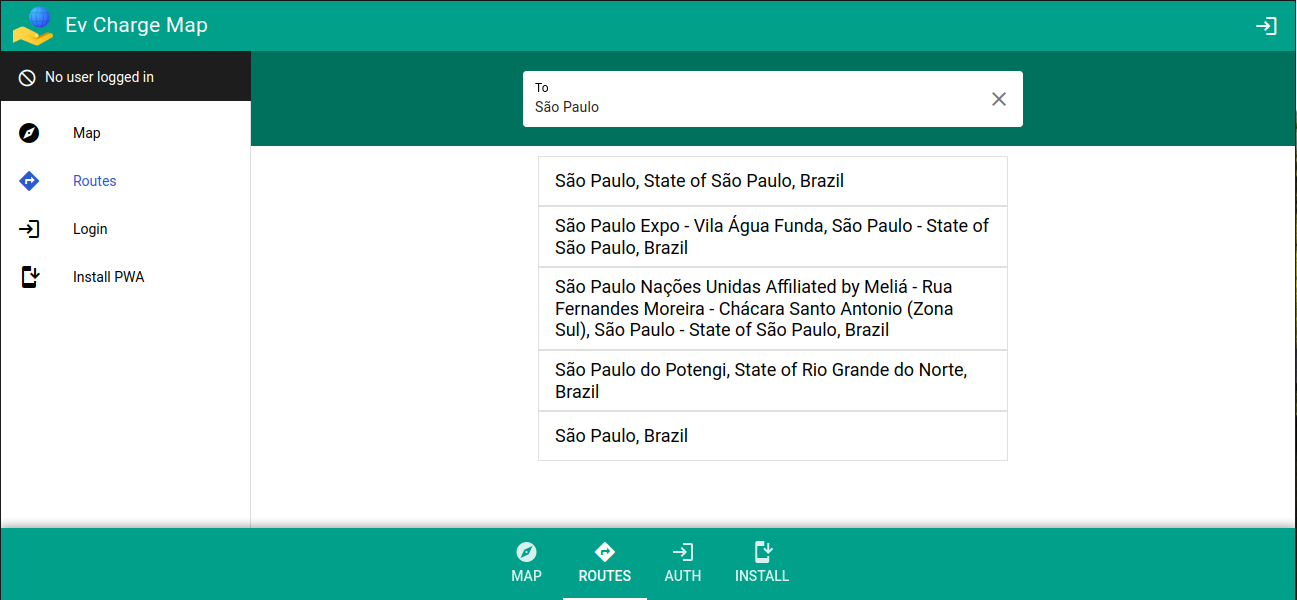 Ev Charge Map
No user logged in
Map
Routes
Login
Install PWA
To
São Paulo
São Paulo, State of São Paulo, Brazil
São Paulo Expo - Vila Água Funda, São Paulo - State of
São Paulo, Brazil
São Paulo Nações Unidas Affiliated by Meliá - Rua
Fernandes Moreira - Chácara Santo Antonio (Zona
Sul), São Paulo - State of São Paulo, Brazil
São Paulo do Potengi, State of Rio Grande do Norte,
Brazil
São Paulo, Brazil
MAP
ROUTES
AUTH
INSTALL